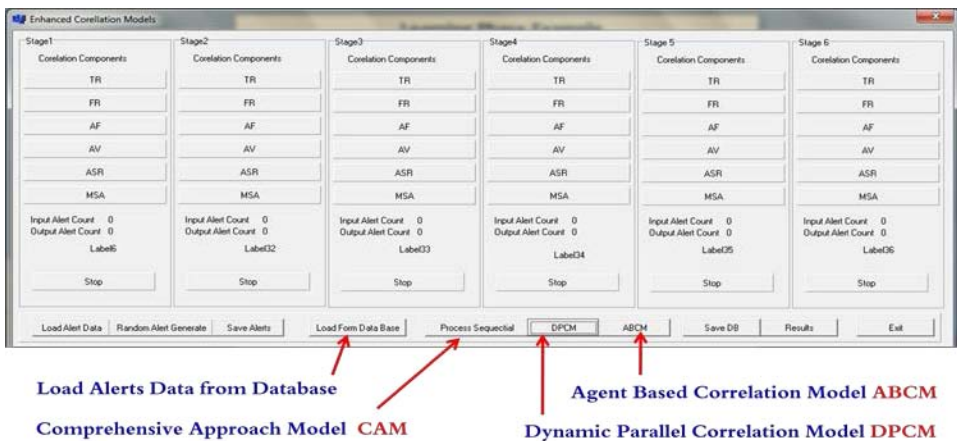 Enhanced Corellation Models
Stage1 Stage2 Stage3 Stage4 Stage 5 Stage 6
Corelation Components Corelation Components Corelation Components Corelation Components Corelation Components Corelation Components
TR TR TR TR TR TR
FR FR FR FR FR FR
AF AF AF AF AF AF
AV AV AV AV AV AV
ASR ASR ASR ASR ASR ASR
MSA MSA MSA MSA MSA MSA
Input Alert Count 0 Input Alert Count 0 Input Alert Count 0 Input Alert Count 0 Input Alert Count 0 Input Alert Count 0
Output Alert Count 0 Output Alert Count 0 Output Alert Count 0 Output Alert Count 0 Output Alert Count 0 Output Alert Count 0
Label6 Label32 Label33 Label34 Label35 Label36
Stop Stop Stop Stop Stop Stop
Load Alert Data Random Alert Generate Save Alerts Load Form Data Base Process Sequectial DPCM ABCM Save DB Results Exit
Load Alerts Data from Database Agent Based Correlation Model ABCM
Comprehensive Approach Model CAM Dynamic Parallel Correlation Model DPCM